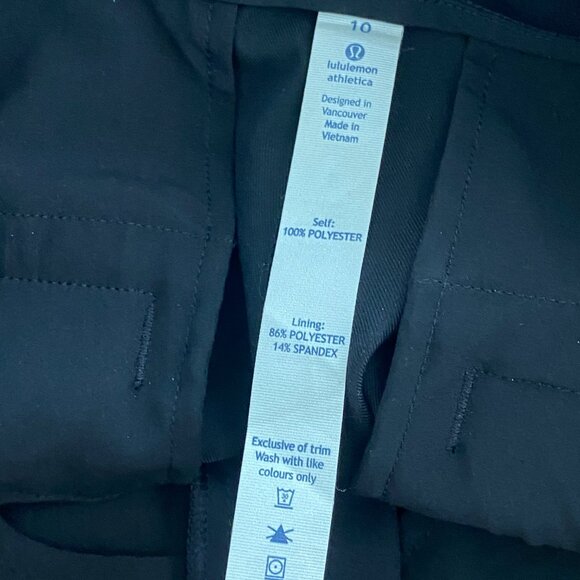 10
lululemon
athletica
Designed in
Vancouver
Made in
Vietnam
Self:
100% POLYESTER
Lining:
86% POLYESTER
14% SPANDEX
Exclusive of trim
Wash with like
colours only
30